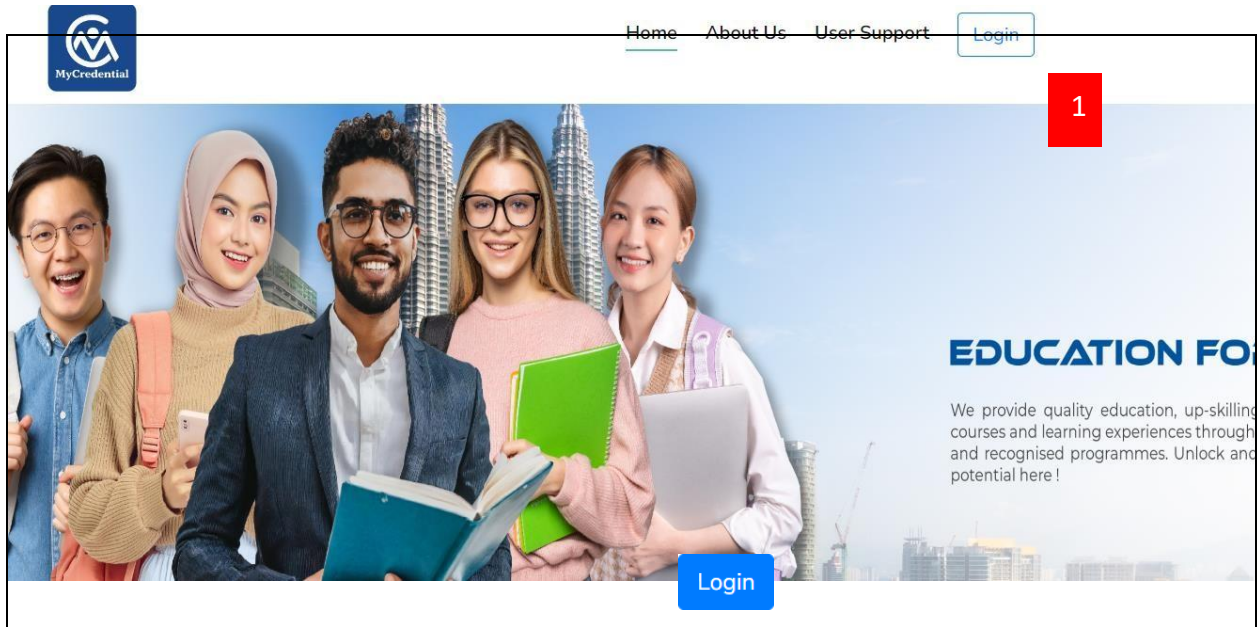 MyCredential
Home About Us User Support Login
1
EDUCATION FO
We provide quality education, up-skilling
courses and learning experiences through
and recognised programmes. Unlock and
potential here !
Login